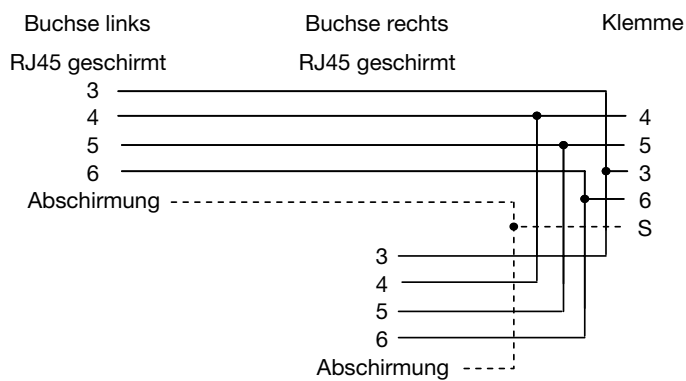 Buchse links Buchse rechts Klemme
RJ45 geschirmt RJ45 geschirmt
3
4 4
5 5
6 3
6
Abschirmung
S
3
4
5
6
Abschirmung